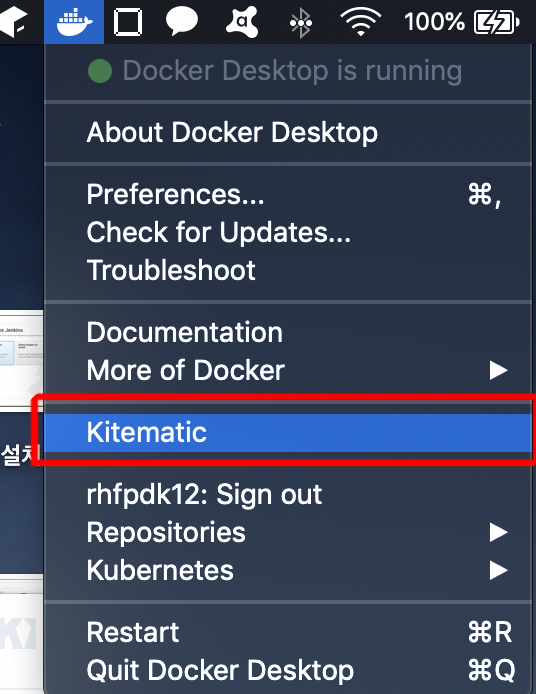 100%
Docker Desktop is running
About Docker Desktop
Preferences... ⌘,
Check for Updates...
Troubleshoot
Documentation
More of Docker ▶
Kitematic
설치
rhfpdk12: Sign out
Repositories ▶
Kubernetes ▶
Restart ⌘R
Quit Docker Desktop ⌘Q